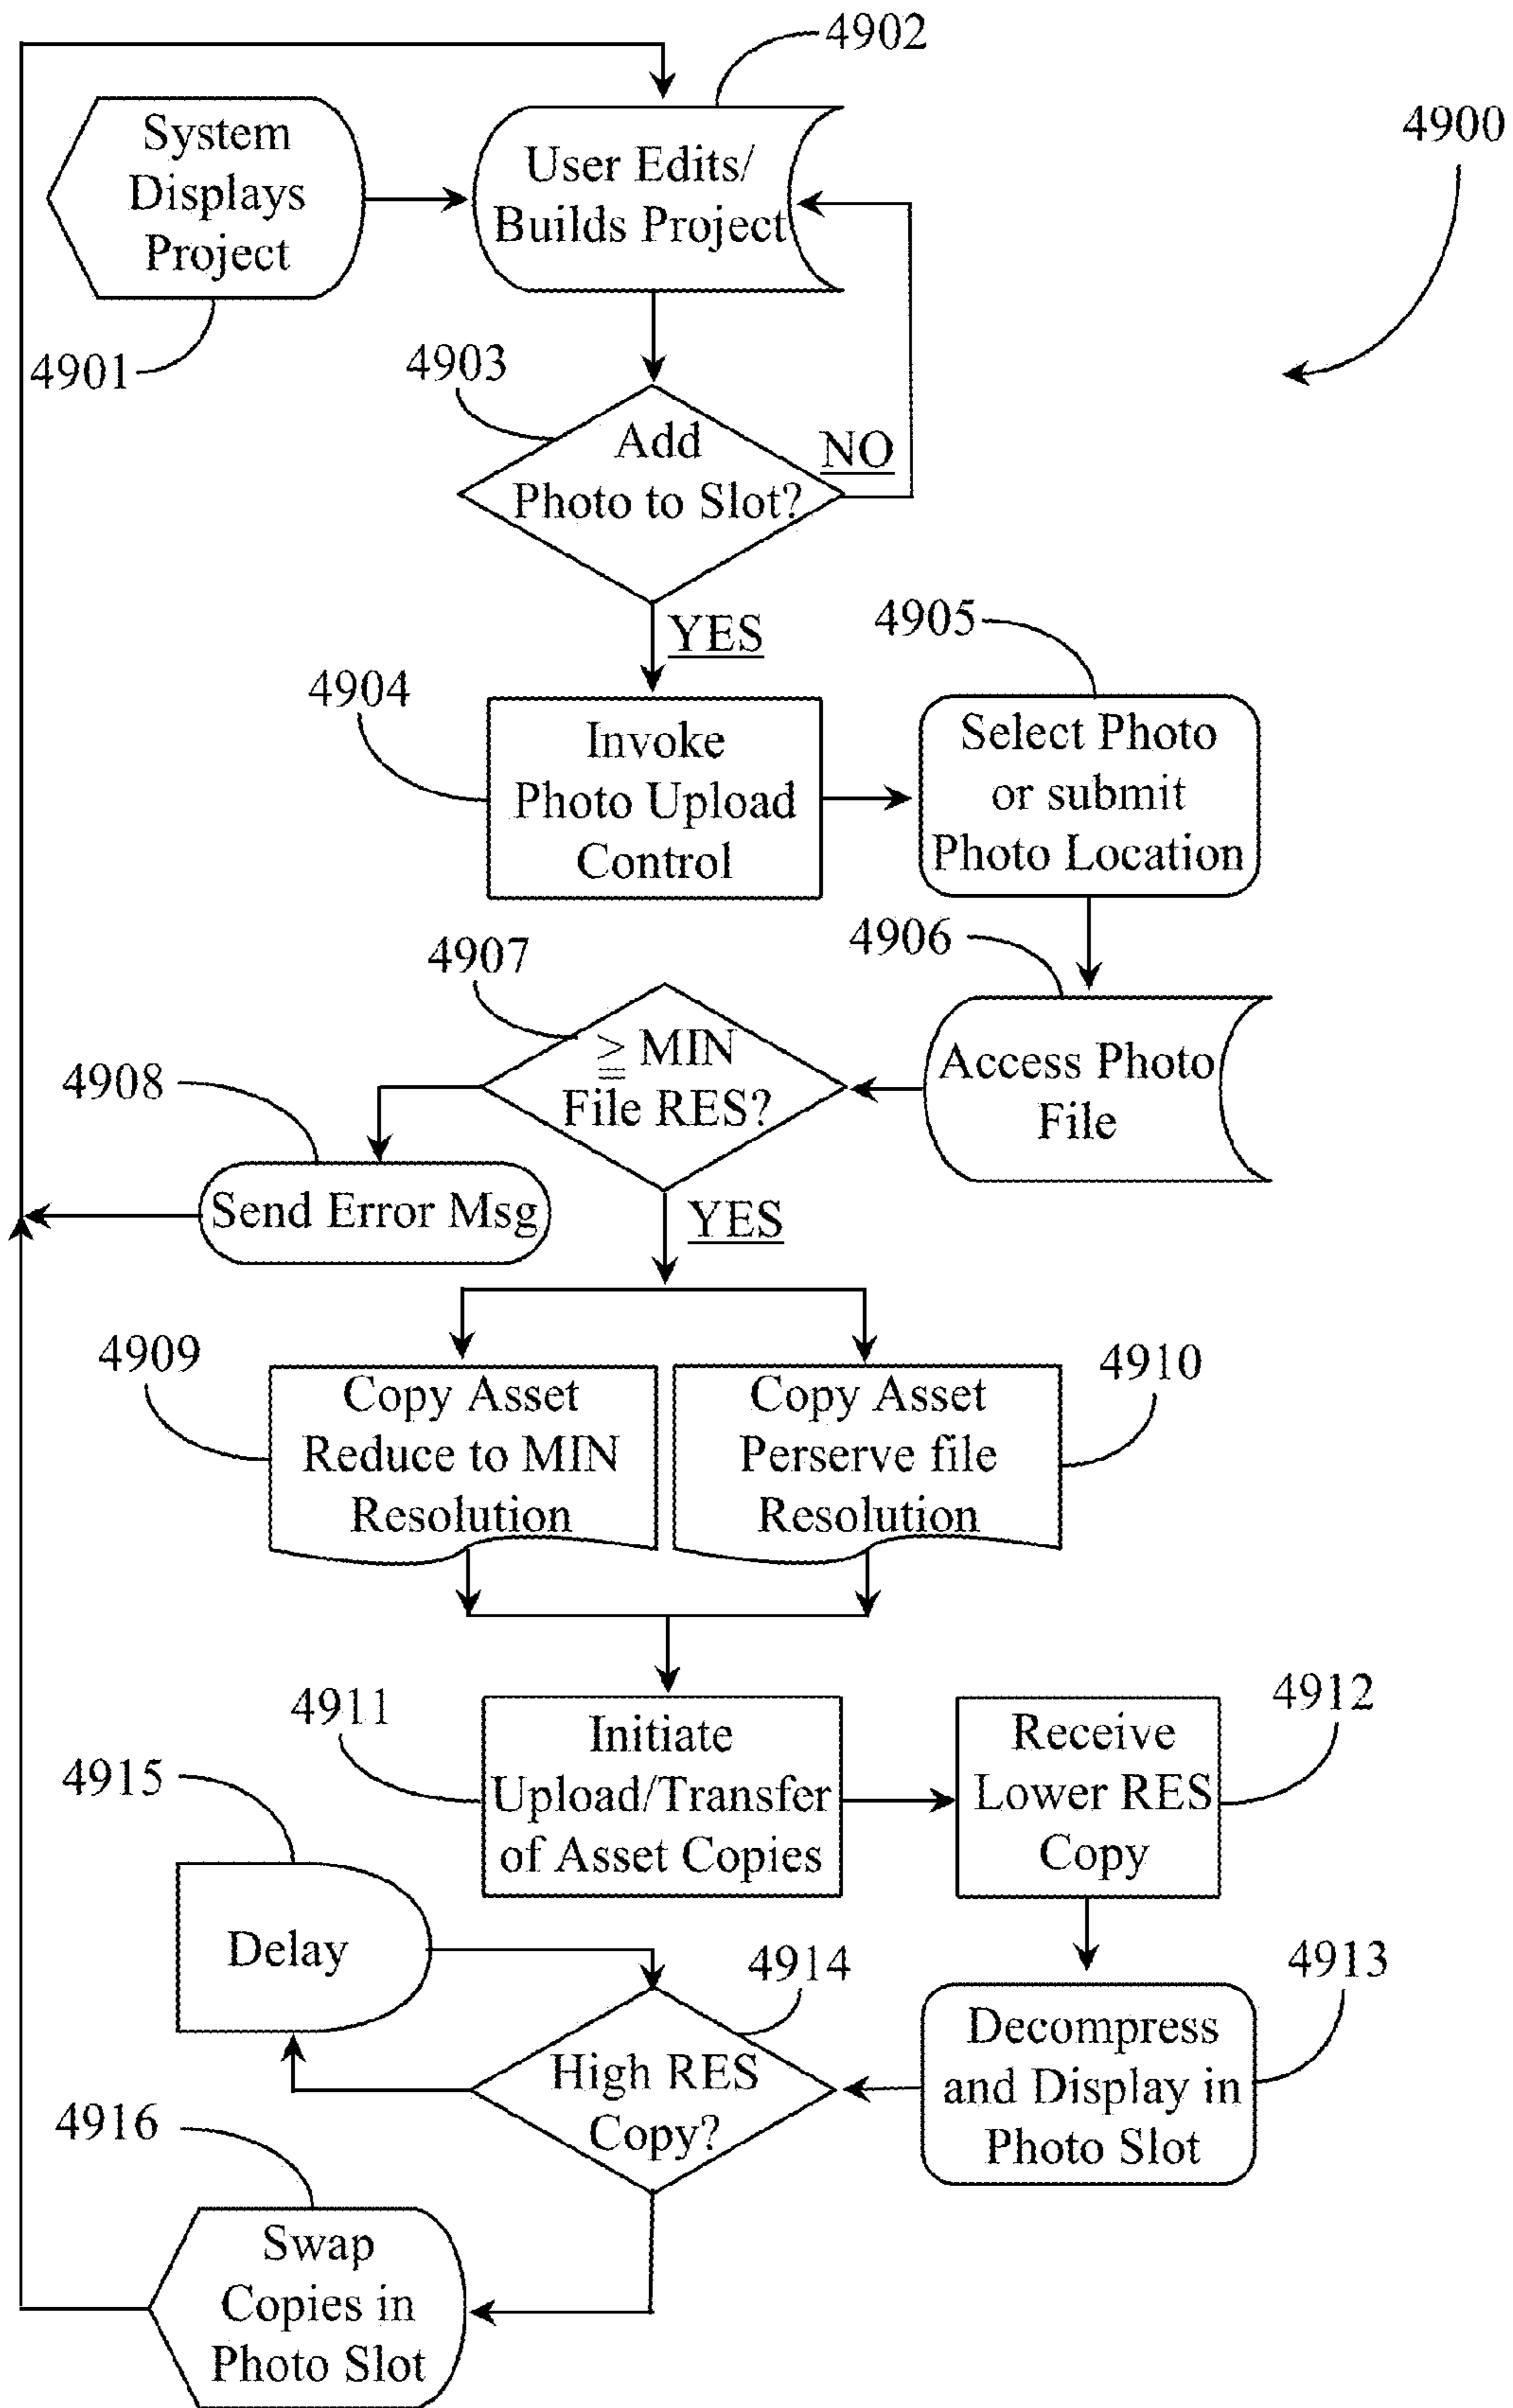 4902
4900
System
Displays
Project
User Edits/
Builds Project
4901
4903
Add
Photo to Slot?
NO
YES
4904
4905
Invoke
Photo Upload
Control
Select Photo
or submit
Photo Location
4906
4907
≧ MIN
File RES?
Access Photo
File
4908
Send Error Msg
YES
4909
4910
Copy Asset
Reduce to MIN
Resolution
Copy Asset
Perserve file
Resolution
4911
4912
Initiate
Upload/Transfer
of Asset Copies
Receive
Lower RES
Copy
4915
Delay
4914
4913
High RES
Copy?
Decompress
and Display in
Photo Slot
4916
Swap
Copies in
Photo Slot